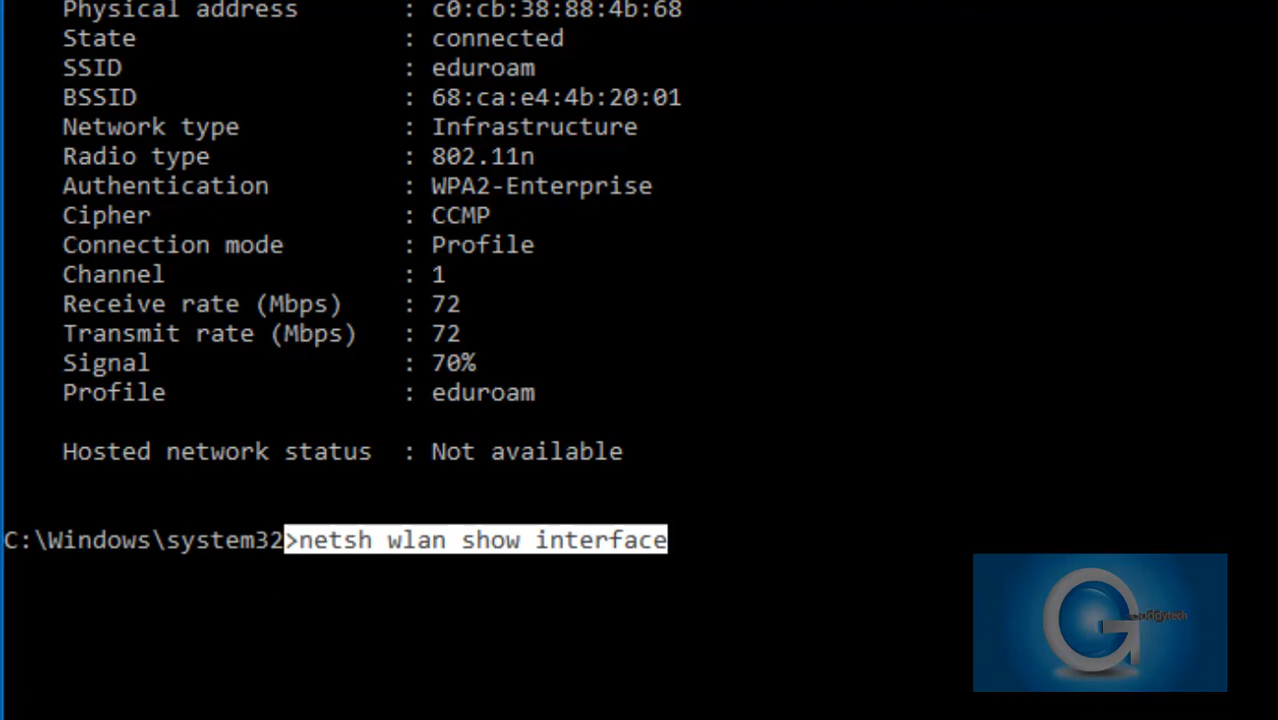 Physical address : c0:cb:38:88:4b:68
State : connected
SSID : eduroam
BSSID : 68:ca:e4:4b:20:01
Network type : Infrastructure
Radio type : 802.11n
Authentication : WPA2-Enterprise
Cipher : CCMP
Connection mode : Profile
Channel : 1
Receive rate (Mbps) : 72
Transmit rate (Mbps) : 72
Signal : 70%
Profile : eduroam
Hosted network status : Not available
C:\Windows\system32>netsh wlan show interface